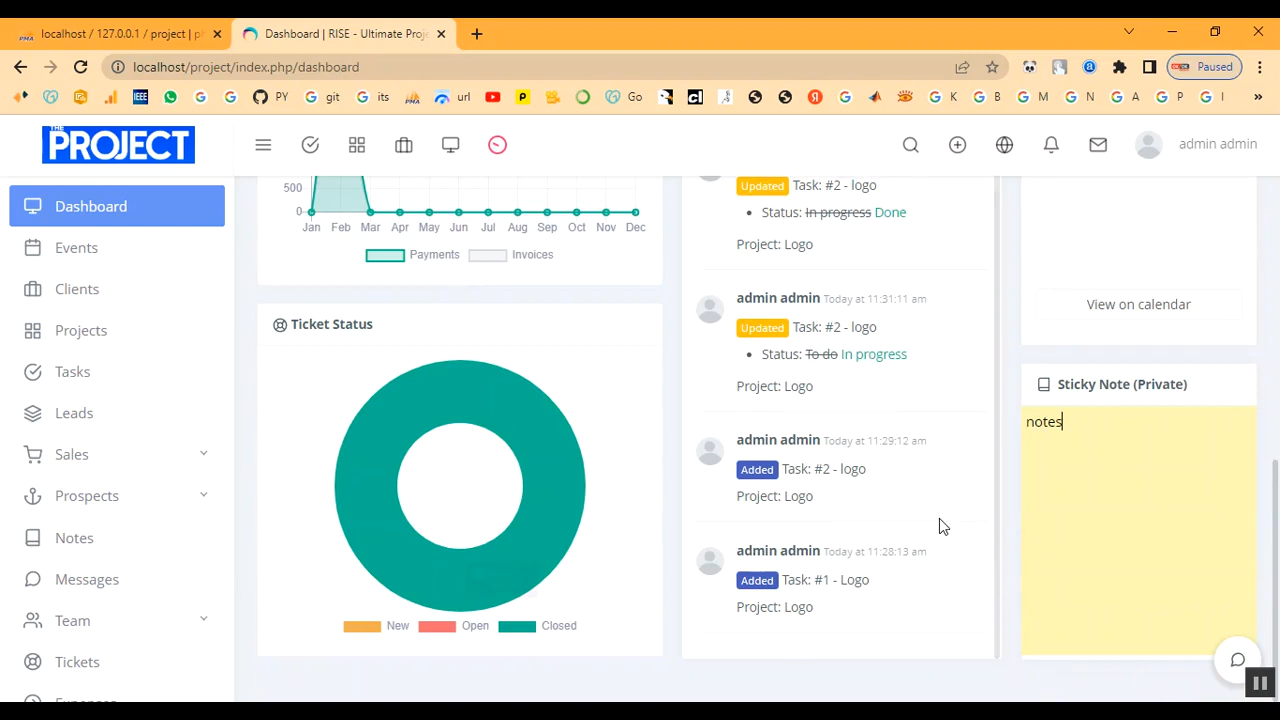 localhost / 127.0.0.1 / project | p
Dashboard | RISE - Ultimate Proj
localhost/project/index.php/dashboard
Paused
IEEE
PY
git
its
url
Go
K
B
M
N
A
P
I
THE
PROJECT
admin admin
Dashboard
Events
Clients
Projects
Tasks
Leads
Sales
Prospects
Notes
Messages
Team
Tickets
500
0
Jan Feb Mar Apr May Jun Jul Aug Sep Oct Nov Dec
Payments Invoices
Ticket Status
New Open Closed
Updated Task: #2 - logo
Status: In progress Done
Project: Logo
admin admin Today at 11:31:11 am
Updated Task: #2 - logo
Status: To do In progress
Project: Logo
admin admin Today at 11:29:12 am
Added Task: #2 - logo
Project: Logo
admin admin Today at 11:28:13 am
Added Task: #1 - Logo
Project: Logo
View on calendar
Sticky Note (Private)
notes